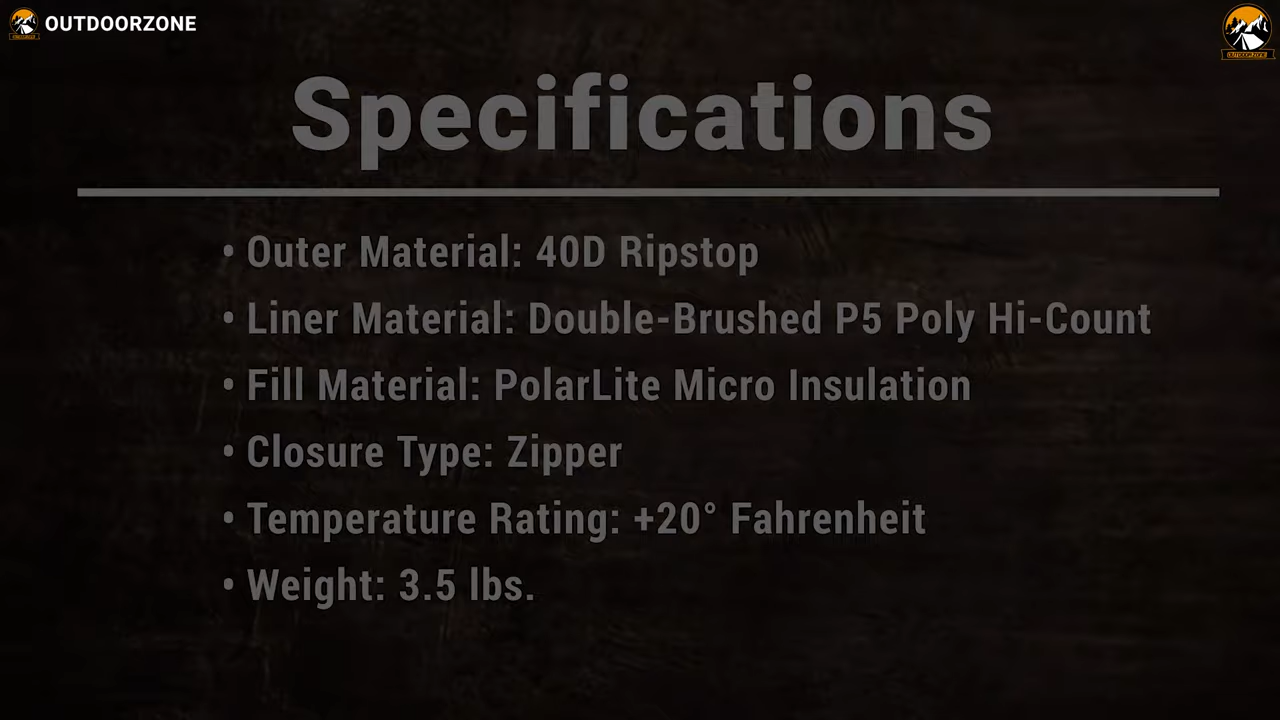 OUTDOORZONE
Specifications
• Outer Material: 40D Ripstop
• Liner Material: Double-Brushed P5 Poly Hi-Count
• Fill Material: PolarLite Micro Insulation
• Closure Type: Zipper
• Temperature Rating: +20° Fahrenheit
• Weight: 3.5 lbs.
OUTDOORZONE